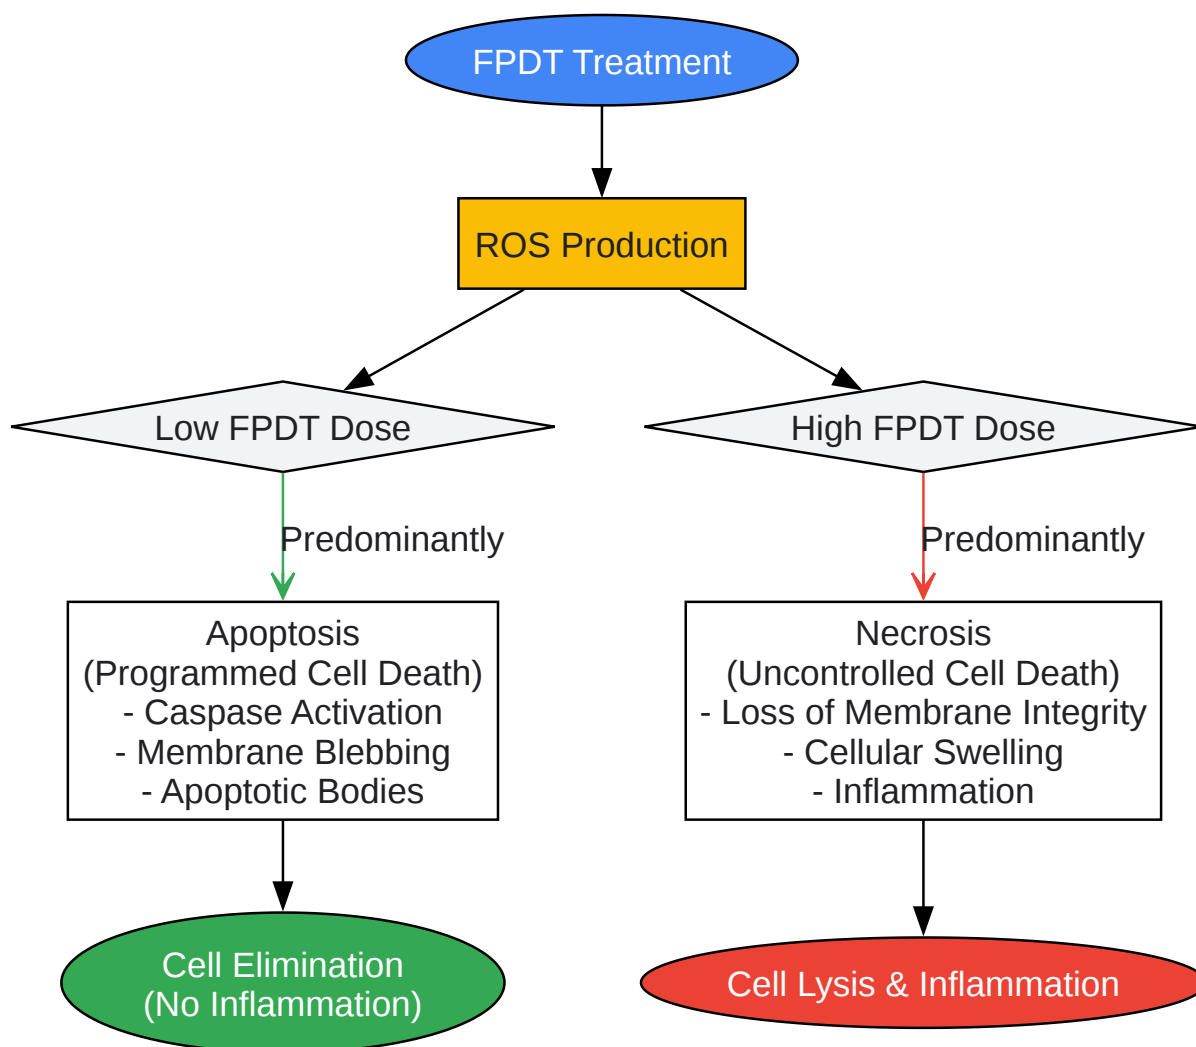 FPDT Treatment
ROS Production
Low FPDT Dose
High FPDT Dose
Predominantly
Predominantly
Apoptosis
(Programmed Cell Death)
- Caspase Activation
- Membrane Blebbing
- Apoptotic Bodies
Necrosis
(Uncontrolled Cell Death)
- Loss of Membrane Integrity
- Cellular Swelling
- Inflammation
Cell Elimination
(No Inflammation)
Cell Lysis & Inflammation